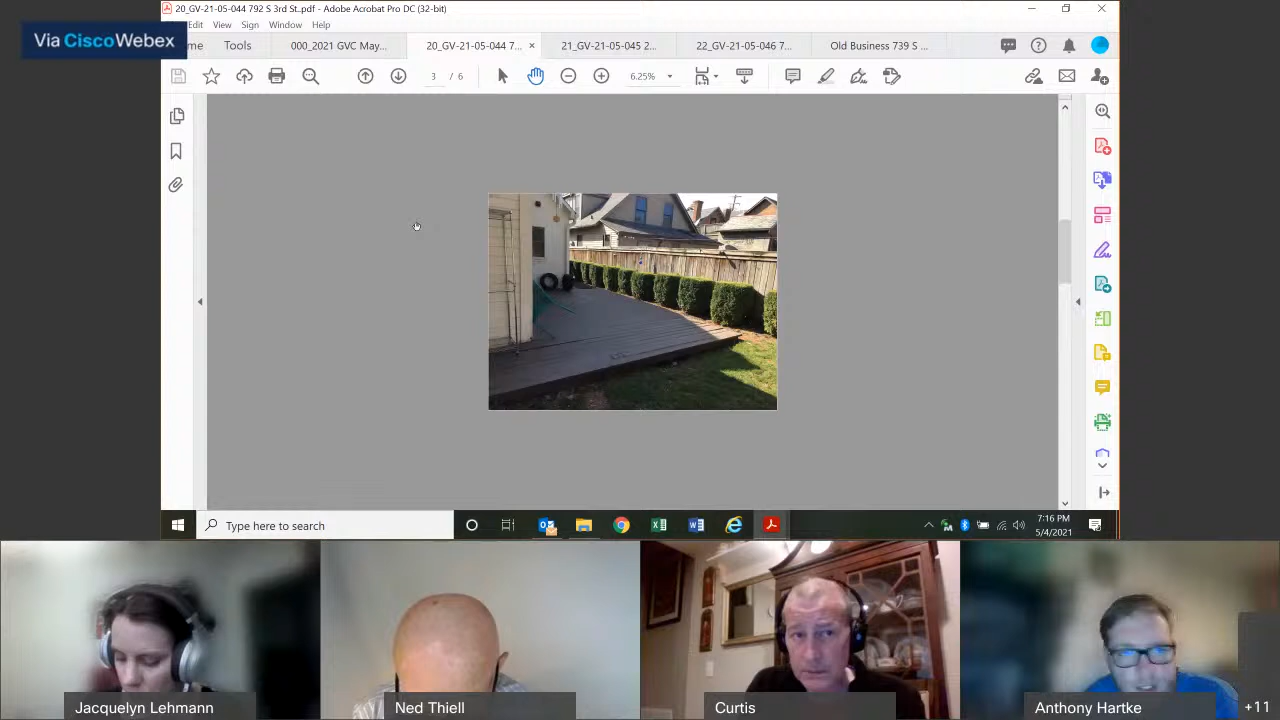 20_GV-21-05-044 792 S 3rd St..pdf - Adobe Acrobat Pro DC (32-bit)
Via Cisco Webex
Edit View Sign Window Help
me Tools 000_2021 GVC May... 20_GV-21-05-044 7... 21_GV-21-05-045 2... 22_GV-21-05-046 7... Old Business_739 S ...
3 / 6 6.25%
Type here to search
7:16 PM
5/4/2021
Jacquelyn Lehmann Ned Thiell Curtis Anthony Hartke +11